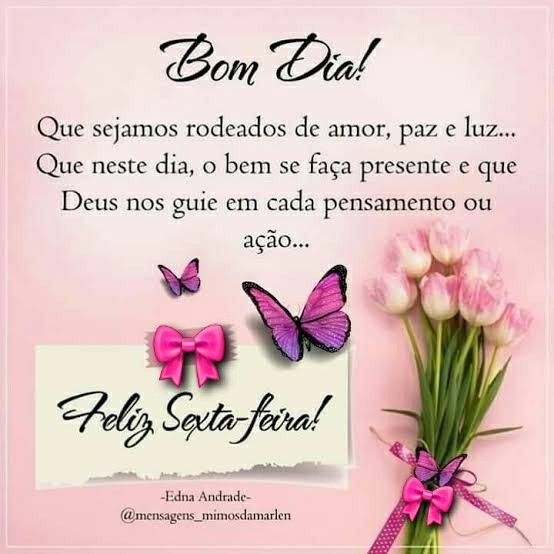 Bom Dia!
Que sejamos rodeados de amor, paz e luz...
Que neste dia, o bem se faça presente e que
Deus nos guie em cada pensamento ou
ação...
Feliz Sexta-feira!
-Edna Andrade-
@mensagens_mimosdamarlen